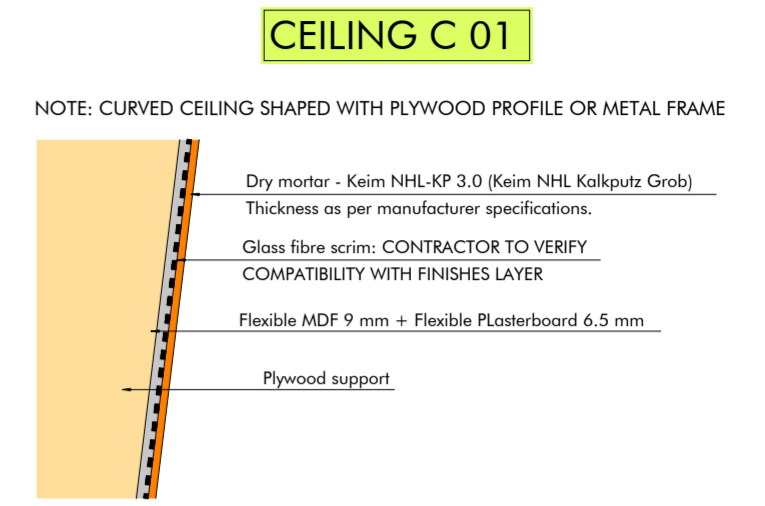 CEILING C 01
NOTE: CURVED CEILING SHAPED WITH PLYWOOD PROFILE OR METAL FRAME
Dry mortar - Keim NHL-KP 3.0 (Keim NHL Kalkputz Grob)
Thickness as per manufacturer specifications.
Glass fibre scrim: CONTRACTOR TO VERIFY
COMPATIBILITY WITH FINISHES LAYER
Flexible MDF 9 mm + Flexible PLasterboard 6.5 mm
Plywood support